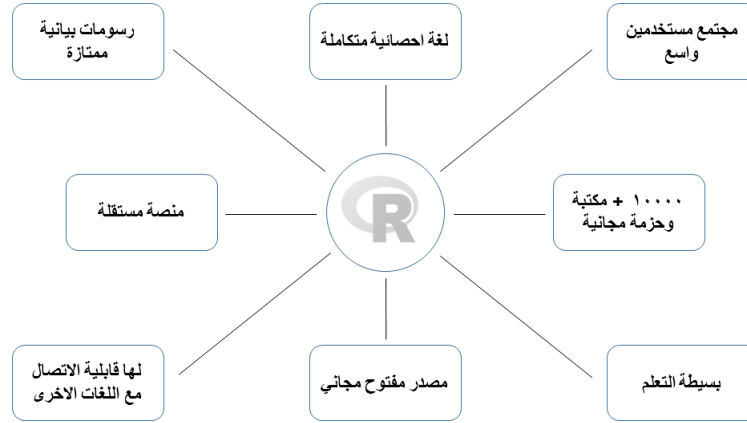 مجتمع مستخدمين
واسع
لغة احصائية متكاملة
رسومات بيانية
ممتازة
١٠٠٠٠ + مكتبة
وحزمة مجانية
R
منصة مستقلة
بسيطة التعلم
مصدر مفتوح مجاني
لها قابلية الاتصال
مع اللغات الاخرى